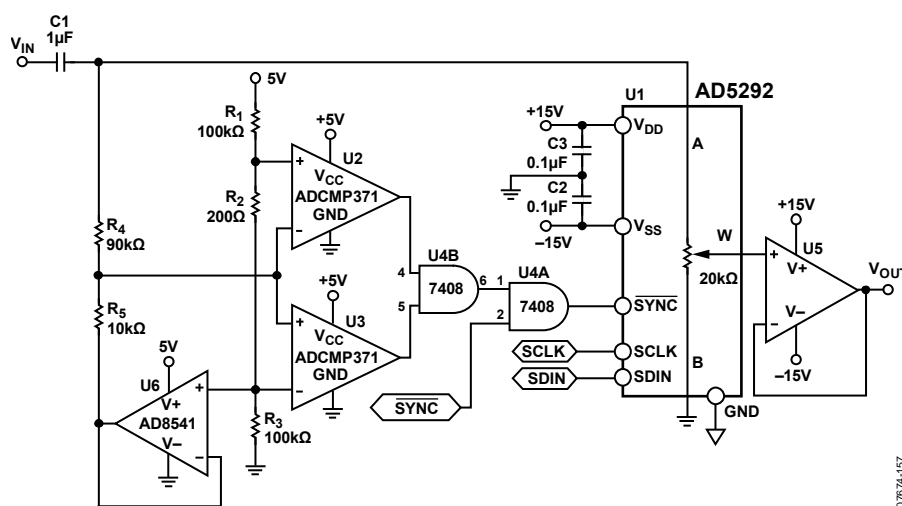 C1
1µF
VIN
5V
R1
100kΩ
R2
200Ω
R4
90kΩ
R5
10kΩ
R3
100kΩ
+5V
U2
+
VCC
ADCMP371
GND
–
+5V
U3
+
VCC
ADCMP371
GND
–
5V
U6
+
V+
AD8541
V–
–
U4B
4
5
7408
6
U4A
1
2
7408
SYNC
U1
AD5292
+15V
VDD
C3
0.1µF
C2
0.1µF
–15V
VSS
A
W
20kΩ
B
SYNC
SCLK
SCLK
SDIN
SDIN
GND
+15V
U5
+
V+
V–
–
–15V
VOUT
07674-157